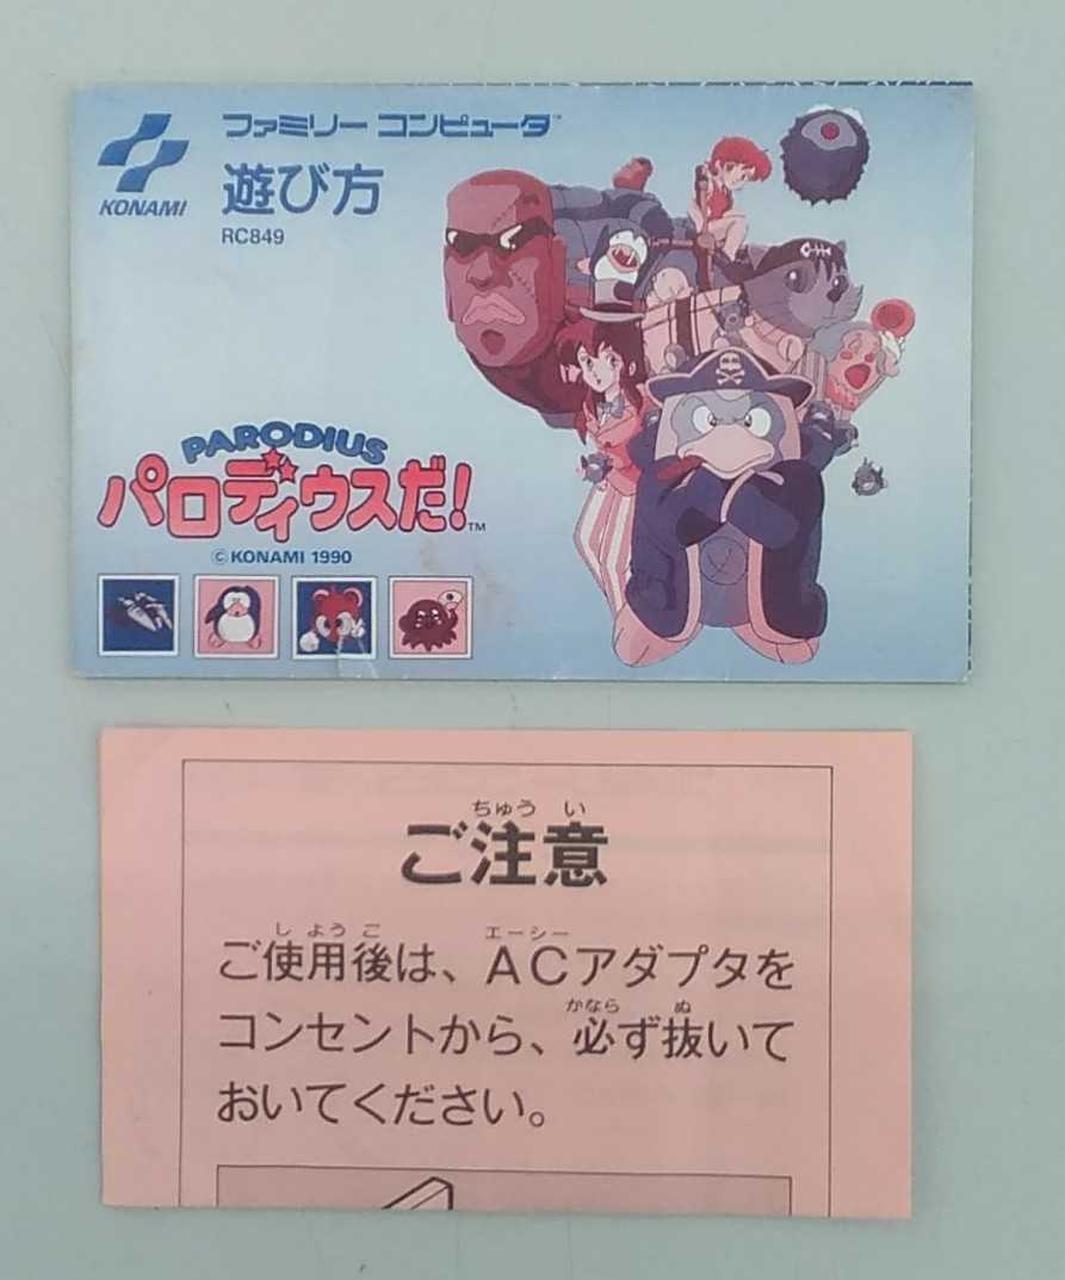 KONAMI
ファミリー コンピュータ™
遊び方
RC849
PARODIUS
パロディウスだ!™
©KONAMI 1990
ちゅう い
ご注意
し よう ご
ご使用後は、
エーシー
ACアダプタを
コンセントから、
かなら ぬ
必ず抜いて
おいてください。